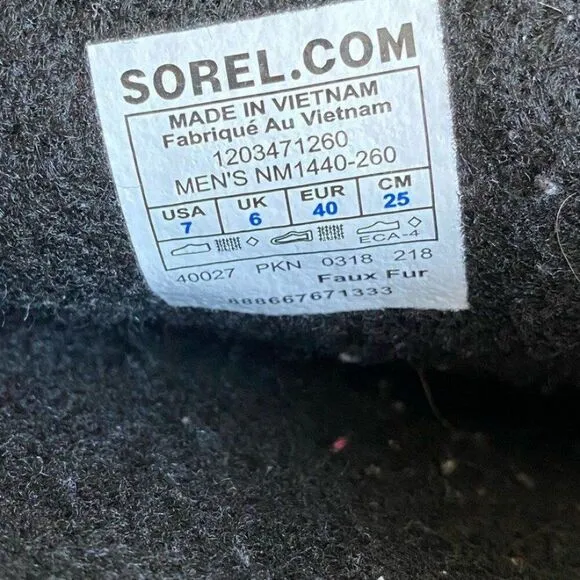 SOREL.COM
MADE IN VIETNAM
Fabriqué Au Vietnam
1203471260
MEN'S NM1440-260
USA UK EUR CM
7 6 40 25
ECA-4
40027 PKN 0318 218
Faux Fur
888667671333